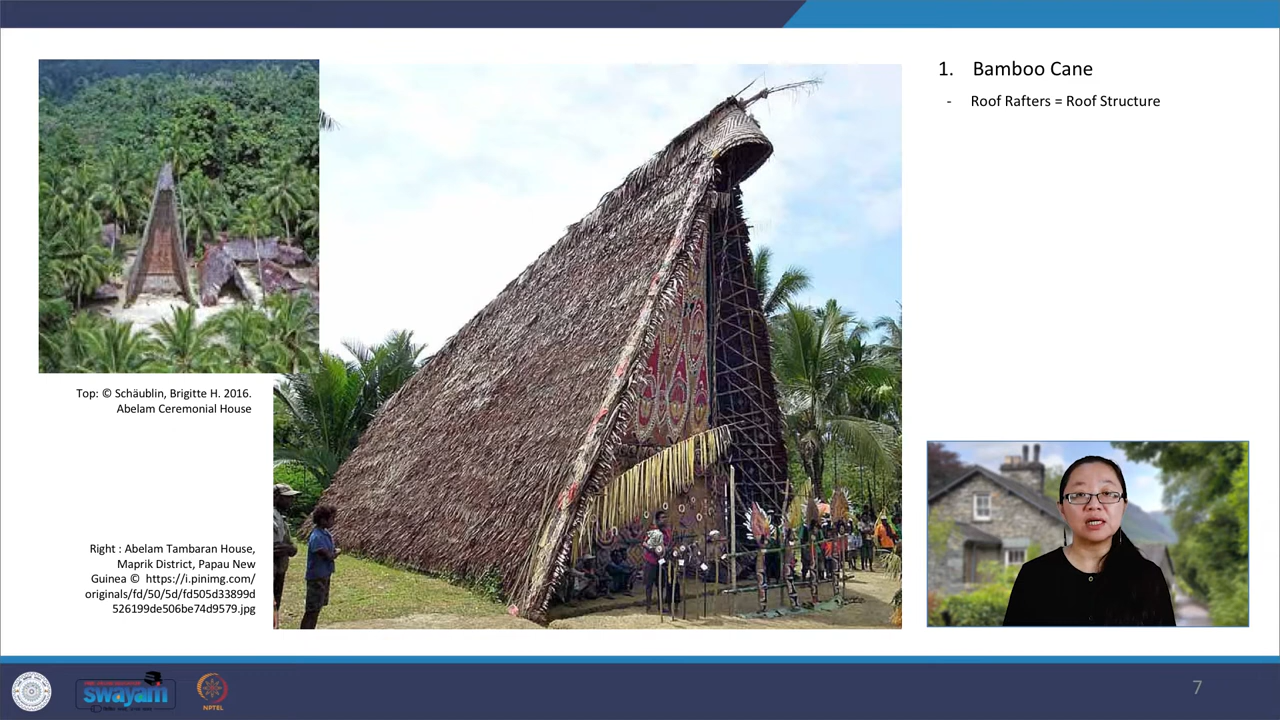 1. Bamboo Cane
- Roof Rafters = Roof Structure
Top: © Schäublin, Brigitte H. 2016.
Abelam Ceremonial House
Right : Abelam Tambaran House,
Maprik District, Papau New
Guinea © https://i.pinimg.com/
originals/fd/50/5d/fd505d33899d
526199de506be74d9579.jpg
swayam
NPTEL
7